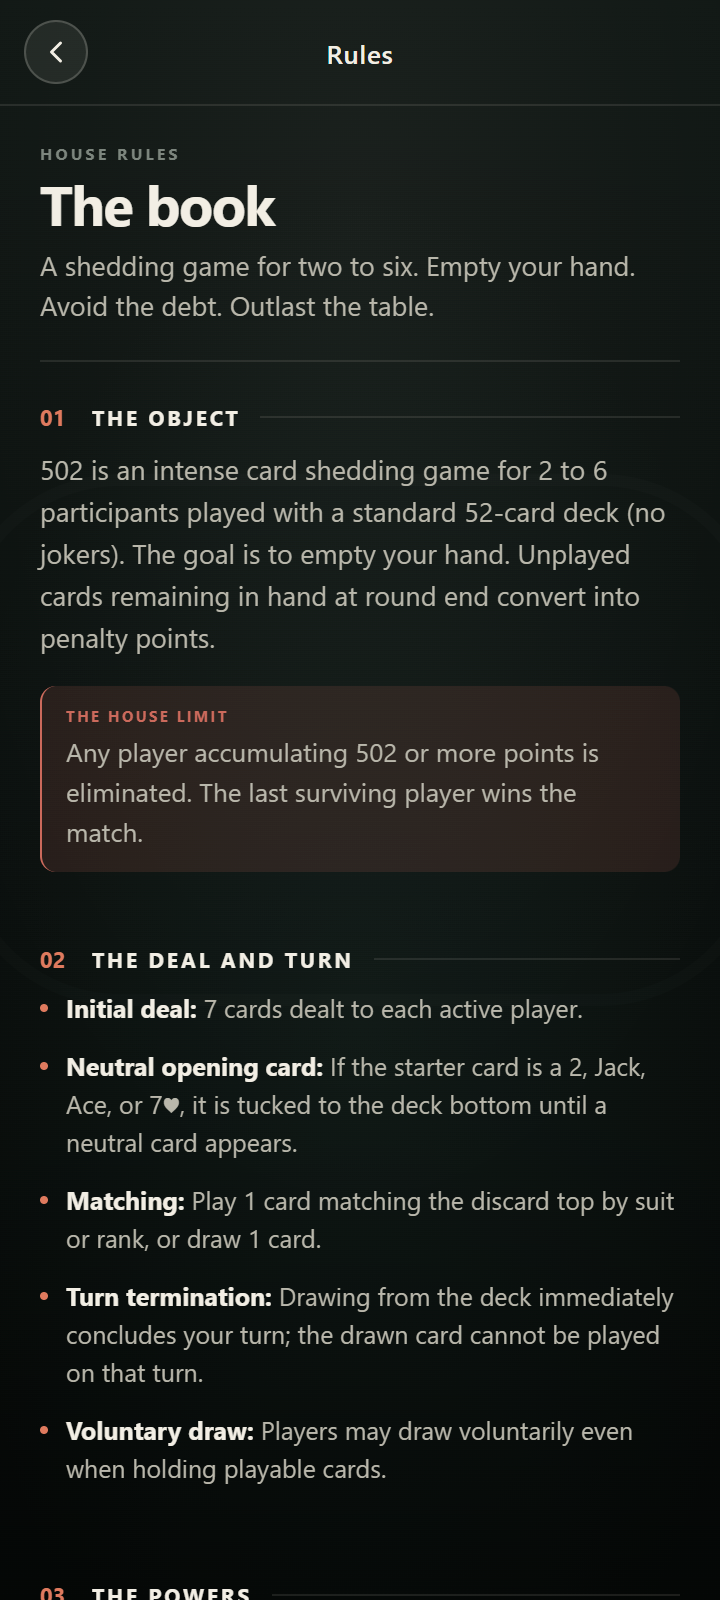 Rules
HOUSE RULES
The book
A shedding game for two to six. Empty your hand.
Avoid the debt. Outlast the table.
01 THE OBJECT
502 is an intense card shedding game for 2 to 6
participants played with a standard 52-card deck (no
jokers). The goal is to empty your hand. Unplayed
cards remaining in hand at round end convert into
penalty points.
THE HOUSE LIMIT
Any player accumulating 502 or more points is
eliminated. The last surviving player wins the
match.
02 THE DEAL AND TURN
• Initial deal: 7 cards dealt to each active player.
• Neutral opening card: If the starter card is a 2, Jack,
Ace, or 7♥, it is tucked to the deck bottom until a
neutral card appears.
• Matching: Play 1 card matching the discard top by suit
or rank, or draw 1 card.
• Turn termination: Drawing from the deck immediately
concludes your turn; the drawn card cannot be played
on that turn.
• Voluntary draw: Players may draw voluntarily even
when holding playable cards.
03 THE POWERS